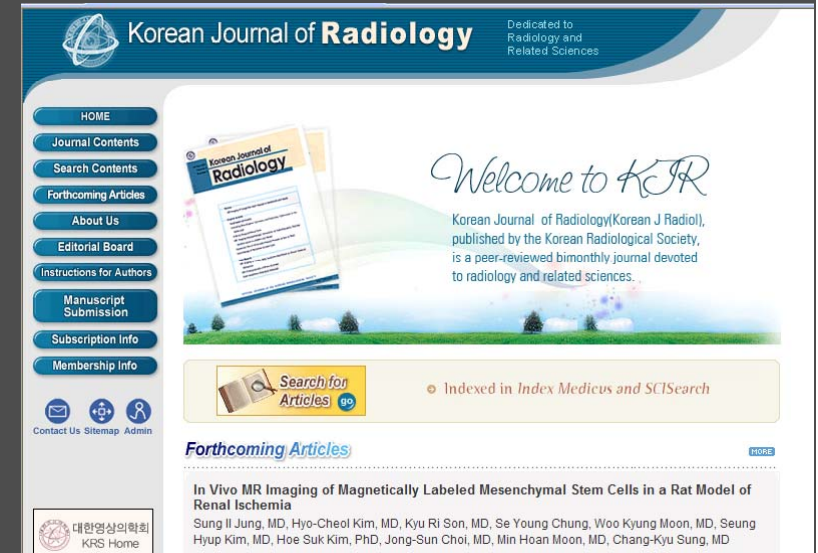 Korean Journal of Radiology
Dedicated to
Radiology and
Related Sciences
HOME
Journal Contents
Search Contents
Forthcoming Articles
About Us
Editorial Board
Instructions for Authors
Manuscript
Submission
Subscription Info
Membership Info
Contact Us Sitemap Admin
대한영상의학회
KRS Home
Korean Journal of
Radiology
Welcome to KJR
Korean Journal of Radiology(Korean J Radiol),
published by the Korean Radiological Society,
is a peer-reviewed bimonthly journal devoted
to radiology and related sciences.
Search for
Articles go
Indexed in Index Medicus and SCISearch
Forthcoming Articles
MORE
In Vivo MR Imaging of Magnetically Labeled Mesenchymal Stem Cells in a Rat Model of
Renal Ischemia
Sung Il Jung, MD, Hyo-Cheol Kim, MD, Kyu Ri Son, MD, Se Young Chung, Woo Kyung Moon, MD, Seung
Hyup Kim, MD, Hoe Suk Kim, PhD, Jong-Sun Choi, MD, Min Hoan Moon, MD, Chang-Kyu Sung, MD